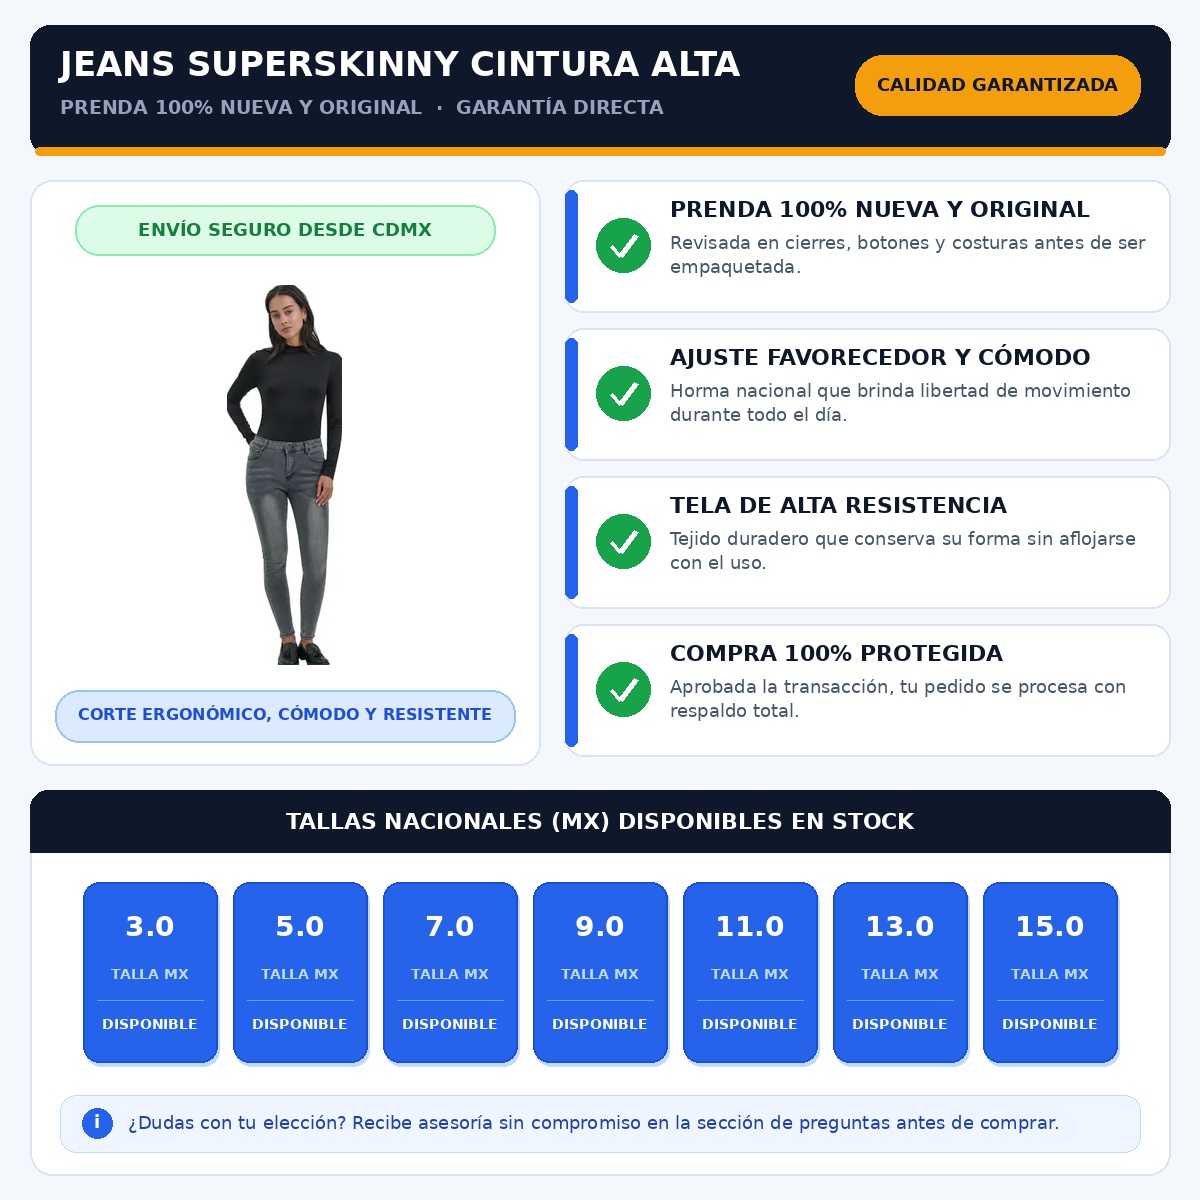 JEANS SUPERSKINNY CINTURA ALTA
PRENDA 100% NUEVA Y ORIGINAL · GARANTÍA DIRECTA
CALIDAD GARANTIZADA
ENVÍO SEGURO DESDE CDMX
CORTE ERGONÓMICO, CÓMODO Y RESISTENTE
PRENDA 100% NUEVA Y ORIGINAL
Revisada en cierres, botones y costuras antes de ser
empaquetada.
AJUSTE FAVORECEDOR Y CÓMODO
Horma nacional que brinda libertad de movimiento
durante todo el día.
TELA DE ALTA RESISTENCIA
Tejido duradero que conserva su forma sin aflojarse
con el uso.
COMPRA 100% PROTEGIDA
Aprobada la transacción, tu pedido se procesa con
respaldo total.
TALLAS NACIONALES (MX) DISPONIBLES EN STOCK
3.0
TALLA MX
DISPONIBLE
5.0
TALLA MX
DISPONIBLE
7.0
TALLA MX
DISPONIBLE
9.0
TALLA MX
DISPONIBLE
11.0
TALLA MX
DISPONIBLE
13.0
TALLA MX
DISPONIBLE
15.0
TALLA MX
DISPONIBLE
i ¿Dudas con tu elección? Recibe asesoría sin compromiso en la sección de preguntas antes de comprar.